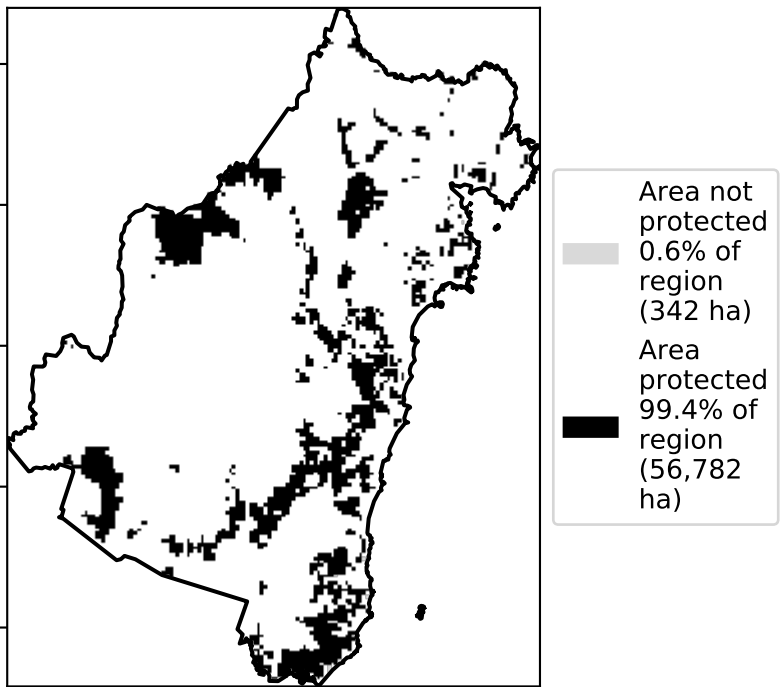 Area not
protected
0.6% of
region
(342 ha)
Area
protected
99.4% of
region
(56,782
ha)